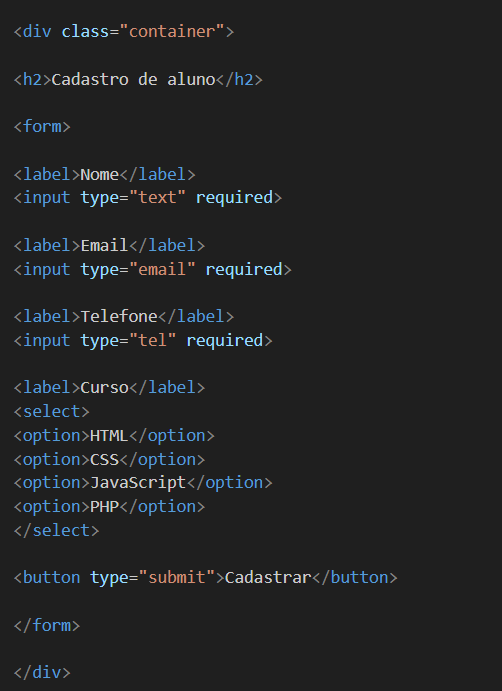 <div class="container">
<h2>Cadastro de aluno</h2>
<form>
<label>Nome</label>
<input type="text" required>
<label>Email</label>
<input type="email" required>
<label>Telefone</label>
<input type="tel" required>
<label>Curso</label>
<select>
<option>HTML</option>
<option>CSS</option>
<option>JavaScript</option>
<option>PHP</option>
</select>
<button type="submit">Cadastrar</button>
</form>
</div>